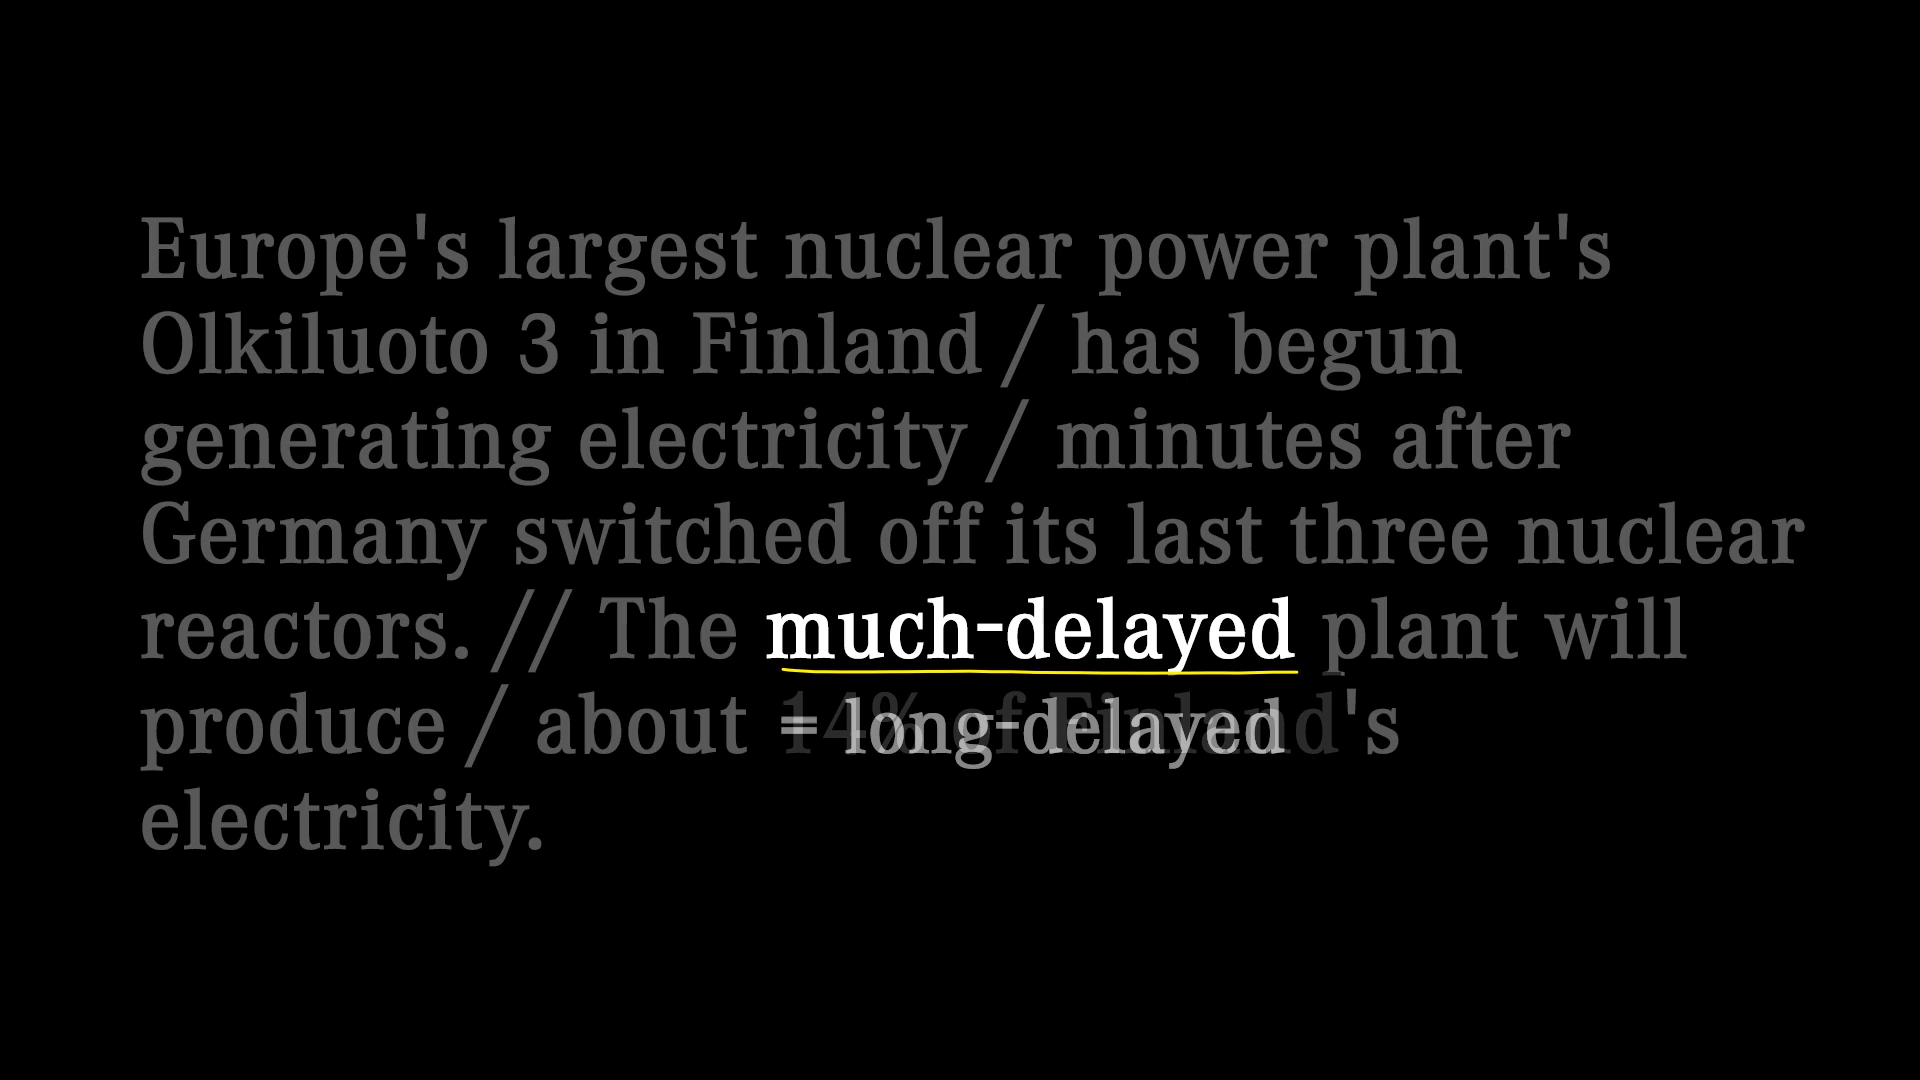 Europe's largest nuclear power plant's
Olkiluoto 3 in Finland / has begun
generating electricity / minutes after
Germany switched off its last three nuclear
reactors. // The much-delayed plant will
produce / about 14% of Finland's
= long-delayed
electricity.